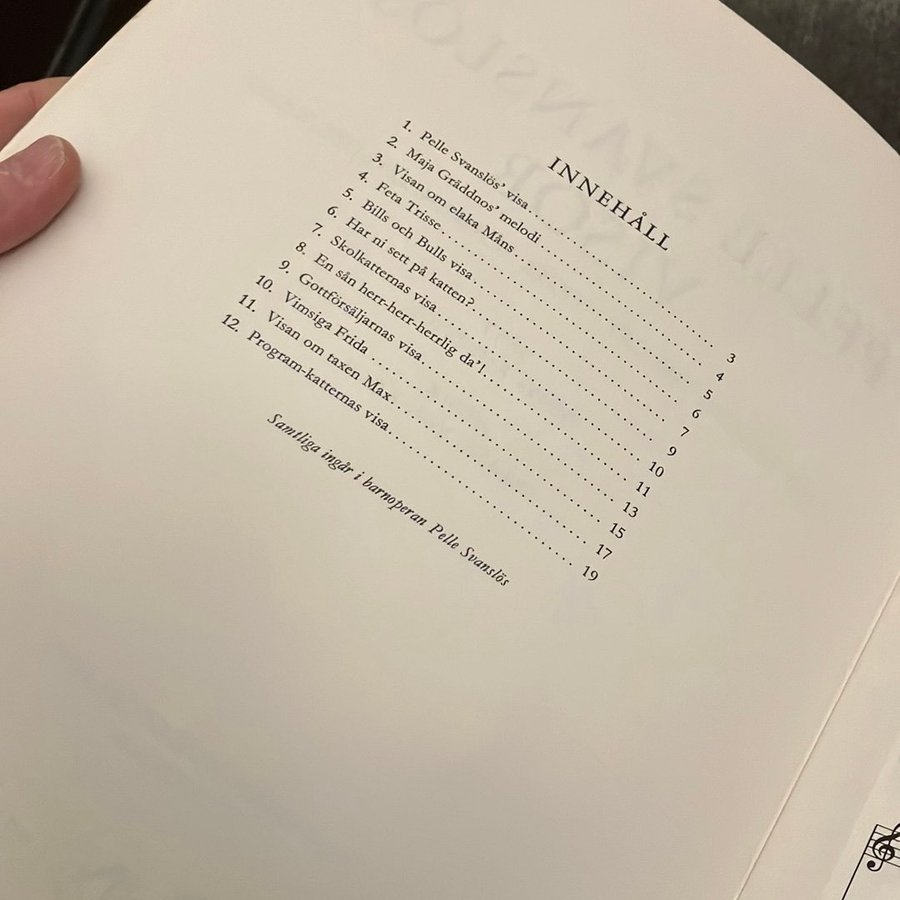 INNEHÅLL
1. Pelle Svanslös' visa ........ 3
2. Maja Gräddnos' melodi ........ 4
3. Visan om elaka Måns ........ 5
4. Feta Trisse ........ 6
5. Bills och Bulls visa ........ 7
6. Har ni sett på katten? ........ 9
7. Skolkatternas visa ........ 10
8. En sån herr-herr-herrlig da'! ........ 11
9. Gottförsäljarnas visa ........ 13
10. Vimsiga Frida ........ 15
11. Visan om taxen Max ........ 17
12. Program-katternas visa ........ 19
Samtliga ingår i barnoperan Pelle Svanslös